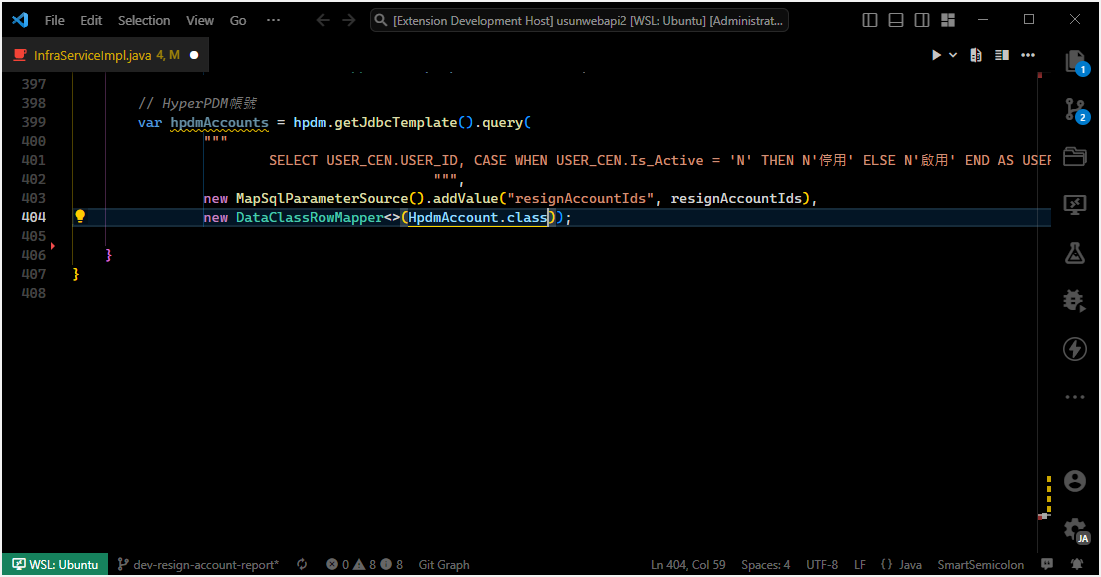 File Edit Selection View Go ... [Extension Development Host] usunwebapi2 [WSL: Ubuntu] [Administrat...
InfraServiceImpl.java 4, M
397
398 // HyperPDM帳號
399 var hpdmAccounts = hpdm.getJdbcTemplate().query(
400 """
401 SELECT USER_CEN.USER_ID, CASE WHEN USER_CEN.Is_Active = 'N' THEN N'停用' ELSE N'啟用' END AS USER
402 """,
403 new MapSqlParameterSource().addValue("resignAccountIds", resignAccountIds),
404 new DataClassRowMapper<>(HpdmAccount.class));
405
406 }
407 }
408
1
2
JA
WSL: Ubuntu dev-resign-account-report* 0 8 8 Git Graph Ln 404, Col 59 Spaces: 4 UTF-8 LF {} Java SmartSemicolon